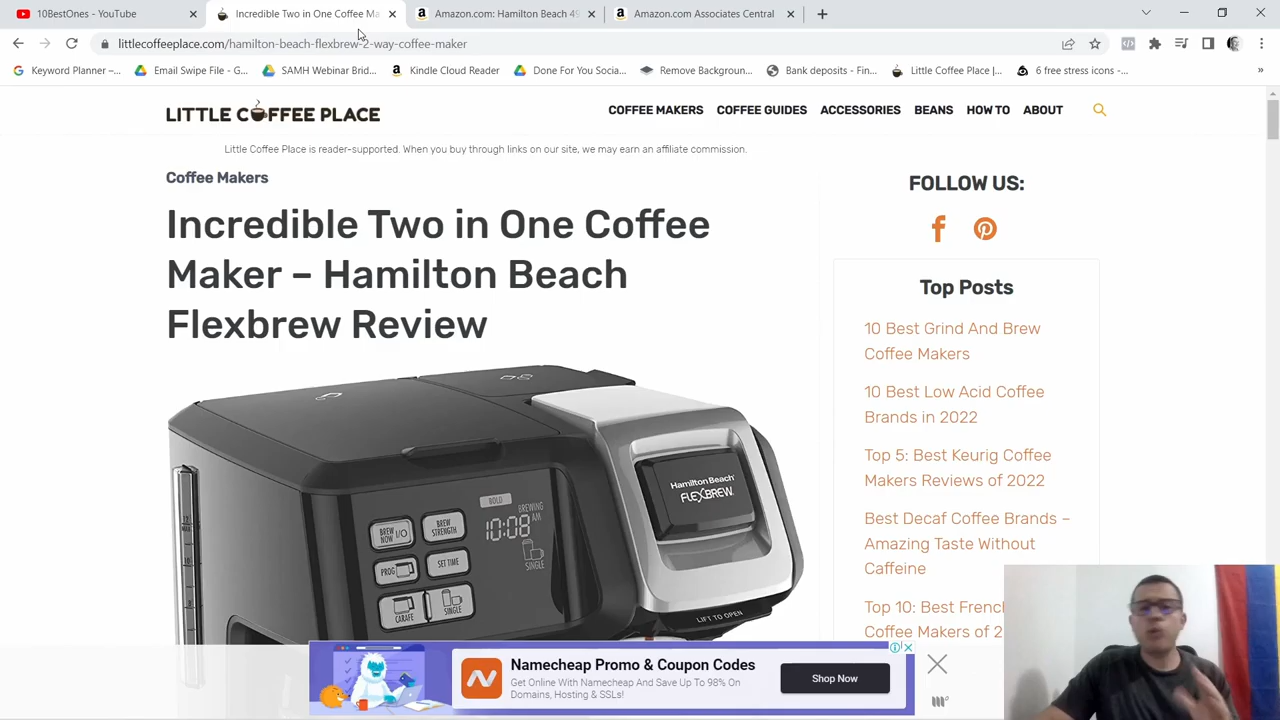 10BestOnes - YouTube
Incredible Two in One Coffee Ma
Amazon.com: Hamilton Beach 49
Amazon.com Associates Central
littlecoffeeplace.com/hamilton-beach-flexbrew-2-way-coffee-maker
Keyword Planner –...
Email Swipe File - G...
SAMH Webinar Brid...
Kindle Cloud Reader
Done For You Socia...
Remove Backgroun...
Bank deposits - Fin...
Little Coffee Place |...
6 free stress icons -...
LITTLE COFFEE PLACE
COFFEE MAKERS
COFFEE GUIDES
ACCESSORIES
BEANS
HOW TO
ABOUT
Little Coffee Place is reader-supported. When you buy through links on our site, we may earn an affiliate commission.
Coffee Makers
Incredible Two in One Coffee
Maker – Hamilton Beach
Flexbrew Review
BOLD
BREWING
10:08 AM
SINGLE
BREW NOW I/O
BREW STRENGTH
PROG
SET TIME
CARAFE
SINGLE
Hamilton Beach
FLEXBREW
LIFT TO OPEN
FOLLOW US:
Top Posts
10 Best Grind And Brew
Coffee Makers
10 Best Low Acid Coffee
Brands in 2022
Top 5: Best Keurig Coffee
Makers Reviews of 2022
Best Decaf Coffee Brands –
Amazing Taste Without
Caffeine
Top 10: Best French
Coffee Makers of 2
Namecheap Promo & Coupon Codes
Get Online With Namecheap And Save Up To 98% On
Domains, Hosting & SSLs!
Shop Now